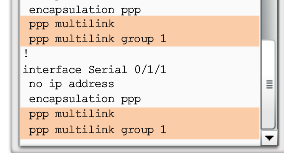 encapsulation ppp
ppp multilink
ppp multilink group 1
!
interface Serial 0/1/1
no ip address
encapsulation ppp
ppp multilink
ppp multilink group 1